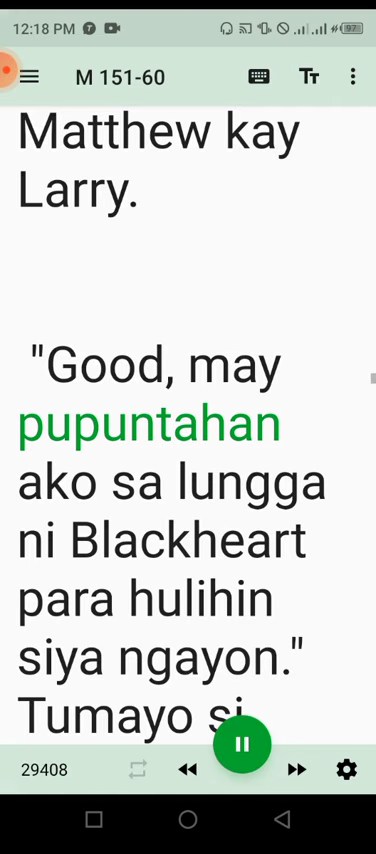 12:18 PM
97
M 151-60
Matthew kay
Larry.
"Good, may
pupuntahan
ako sa lungga
ni Blackheart
para hulihin
siya ngayon."
Tumayo si
29408